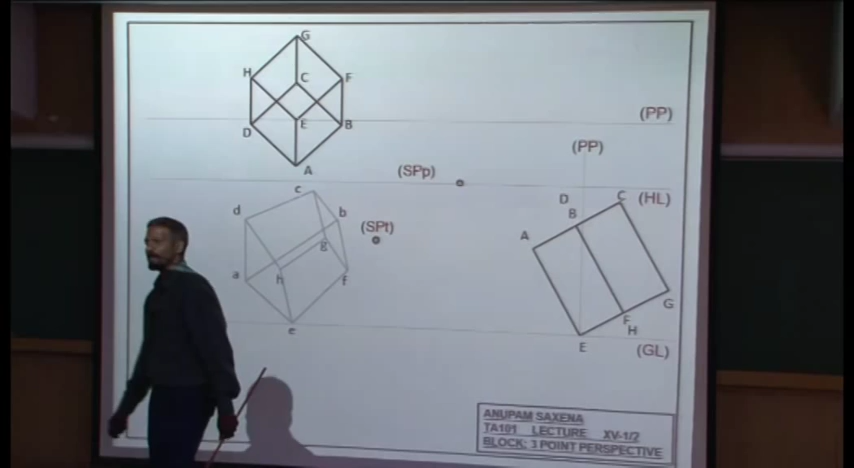 G
H
C
F
(PP)
D
E
B
(PP)
A
(SPp)
c
D
C
(HL)
d
b
B
(SPt)
A
g
a
h
f
G
F
e
H
E
(GL)
ANUPAM SAXENA
TA101 LECTURE XV-1/2
BLOCK: 3 POINT PERSPECTIVE